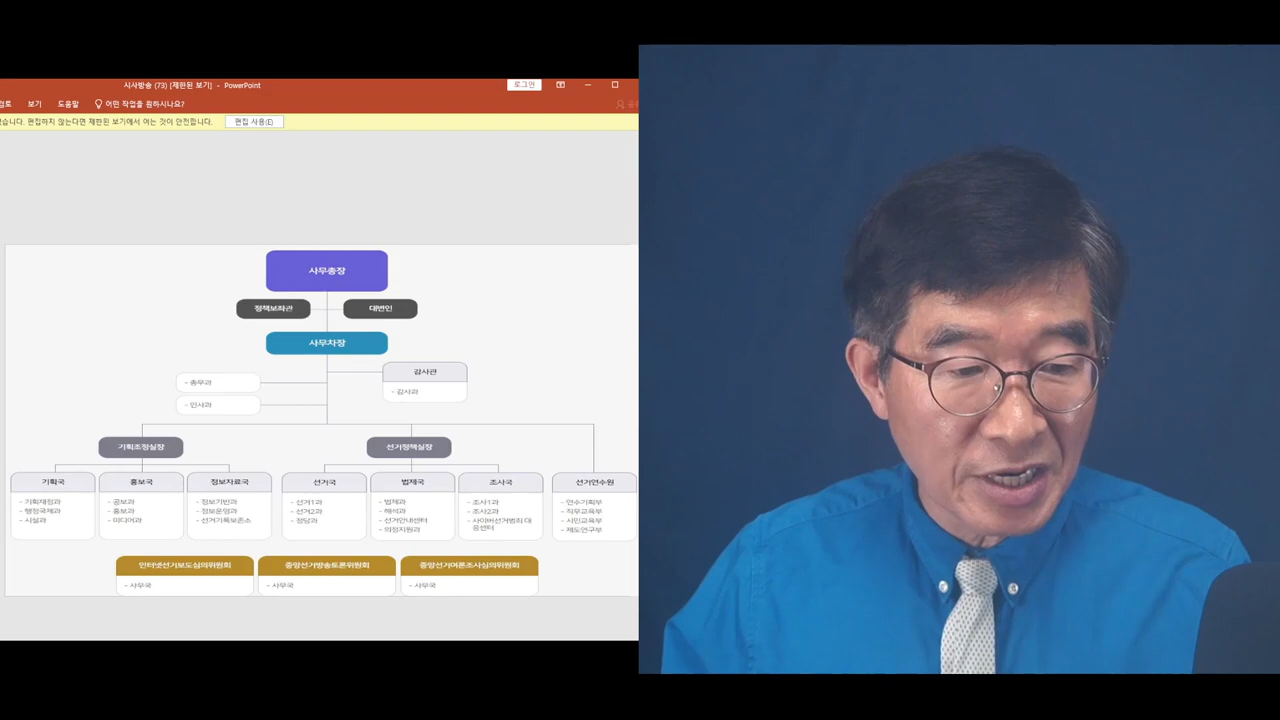 시사방송 (73) [제한된 보기] - PowerPoint
로그인
검토 보기 도움말 어떤 작업을 원하시나요?
습니다. 편집하지 않는다면 제한된 보기에서 여는 것이 안전합니다. 편집 사용(E)
사무총장
정책보좌관 대변인
사무차장
감사관
- 감사과
- 총무과
- 인사과
기획조정실장 선거정책실장
기획국
- 기획재정과
- 행정국제과
- 시설과
홍보국
- 공보과
- 홍보과
- 미디어과
정보자료국
- 정보기반과
- 정보운영과
- 선거기록보존소
선거국
- 선거1과
- 선거2과
- 정당과
법제국
- 법제과
- 해석과
- 선거안내센터
- 의정지원과
조사국
- 조사1과
- 조사2과
- 사이버선거범죄 대
응센터
선거연수원
- 연수기획부
- 직무교육부
- 시민교육부
- 제도연구부
인터넷선거보도심의위원회
- 사무국
중앙선거방송토론위원회
- 사무국
중앙선거여론조사심의위원회
- 사무국